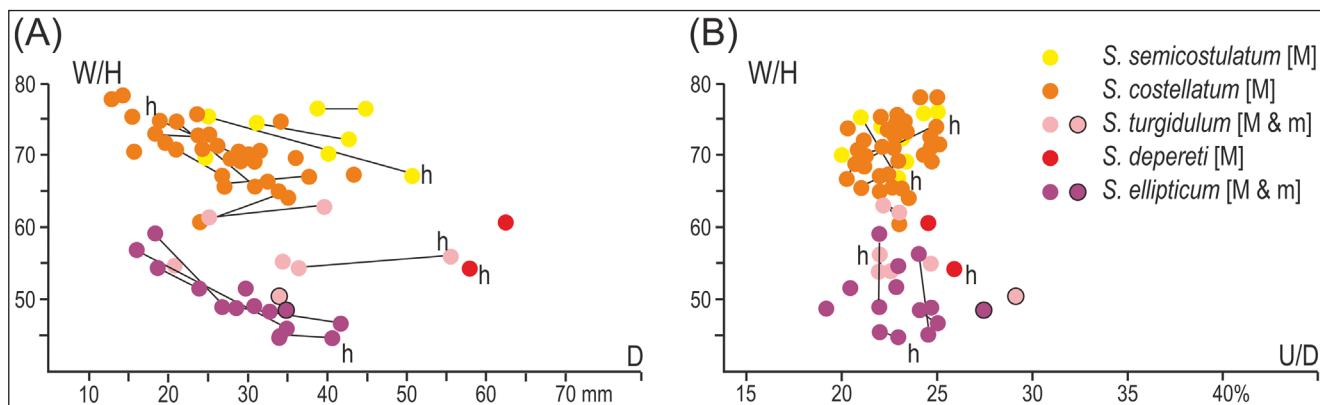 (A)
W/H
80
70
60
50
h
h
h
h
h
D
10 20 30 40 50 60 70 mm
(B)
W/H
80
70
60
50
h
h
h
h
h
U/D
15 20 25 30 35 40%
S. semicostulatum [M]
S. costellatum [M]
S. turgidulum [M & m]
S. depereti [M]
S. ellipticum [M & m]